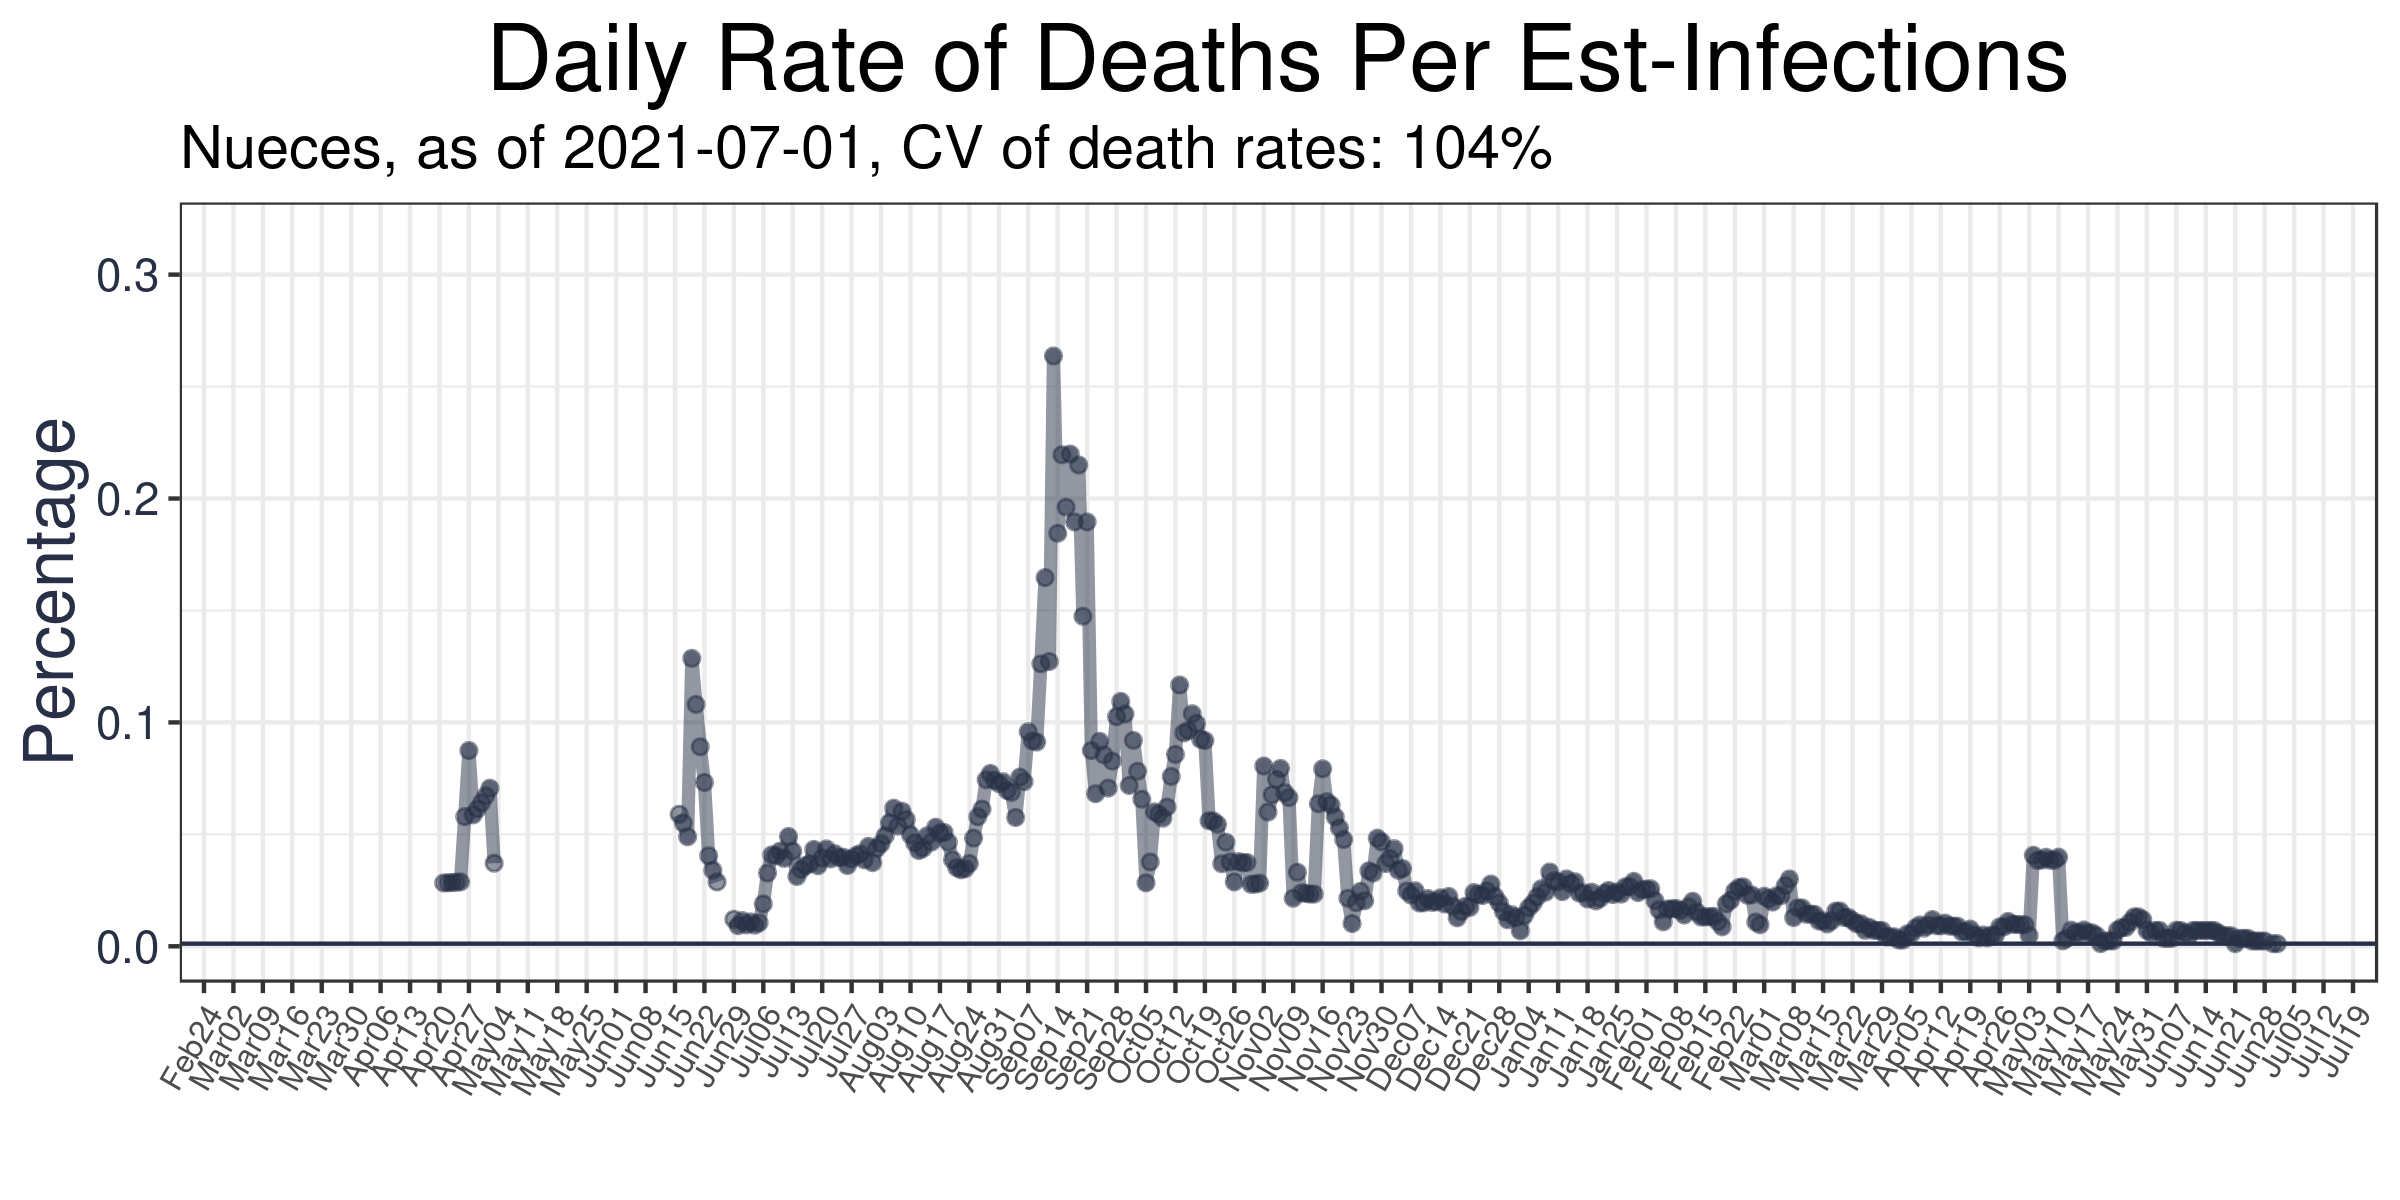 Daily Rate of Deaths Per Est-Infections
Nueces, as of 2021-07-01, CV of death rates: 104%
Percentage
0.3
0.2
0.1
0.0
Feb24
Mar02
Mar09
Mar16
Mar23
Mar30
Apr06
Apr13
Apr20
Apr27
May04
May11
May18
May25
Jun01
Jun08
Jun15
Jun22
Jun29
Jul06
Jul13
Jul20
Jul27
Aug03
Aug10
Aug17
Aug24
Aug31
Sep07
Sep14
Sep21
Sep28
Oct05
Oct12
Oct19
Oct26
Nov02
Nov09
Nov16
Nov23
Nov30
Dec07
Dec14
Dec21
Dec28
Jan04
Jan11
Jan18
Jan25
Feb01
Feb08
Feb15
Feb22
Mar01
Mar08
Mar15
Mar22
Mar29
Apr05
Apr12
Apr19
Apr26
May03
May10
May17
May24
May31
Jun07
Jun14
Jun21
Jun28
Jul05
Jul12
Jul19